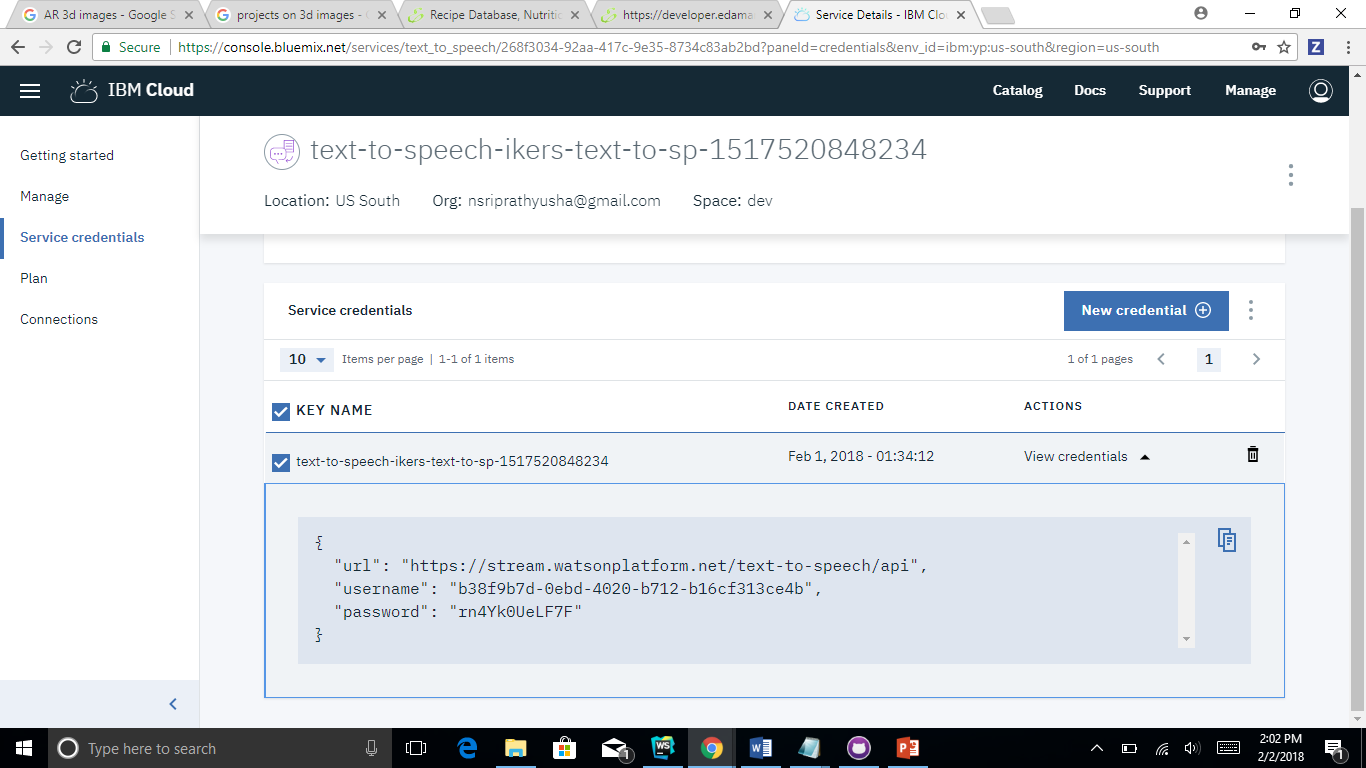 AR 3d images - Google S
projects on 3d images - G
Recipe Database, Nutritic
https://developer.edama
Service Details - IBM Clo
Secure
https://console.bluemix.net/services/text_to_speech/268f3034-92aa-417c-9e35-8734c83ab2bd?paneId=credentials&env_id=ibm:yp:us-south&region=us-south
Z
IBM Cloud
Catalog
Docs
Support
Manage
Getting started
Manage
Service credentials
Plan
Connections
text-to-speech-ikers-text-to-sp-1517520848234
Location: US South
Org: nsriprathyusha@gmail.com
Space: dev
Service credentials
New credential
10
Items per page | 1-1 of 1 items
1 of 1 pages
1
KEY NAME
DATE CREATED
ACTIONS
text-to-speech-ikers-text-to-sp-1517520848234
Feb 1, 2018 - 01:34:12
View credentials
{
"url": "https://stream.watsonplatform.net/text-to-speech/api",
"username": "b38f9b7d-0ebd-4020-b712-b16cf313ce4b",
"password": "rn4Yk0UeLF7F"
}
Type here to search
1
WS
2:02 PM
2/2/2018
1